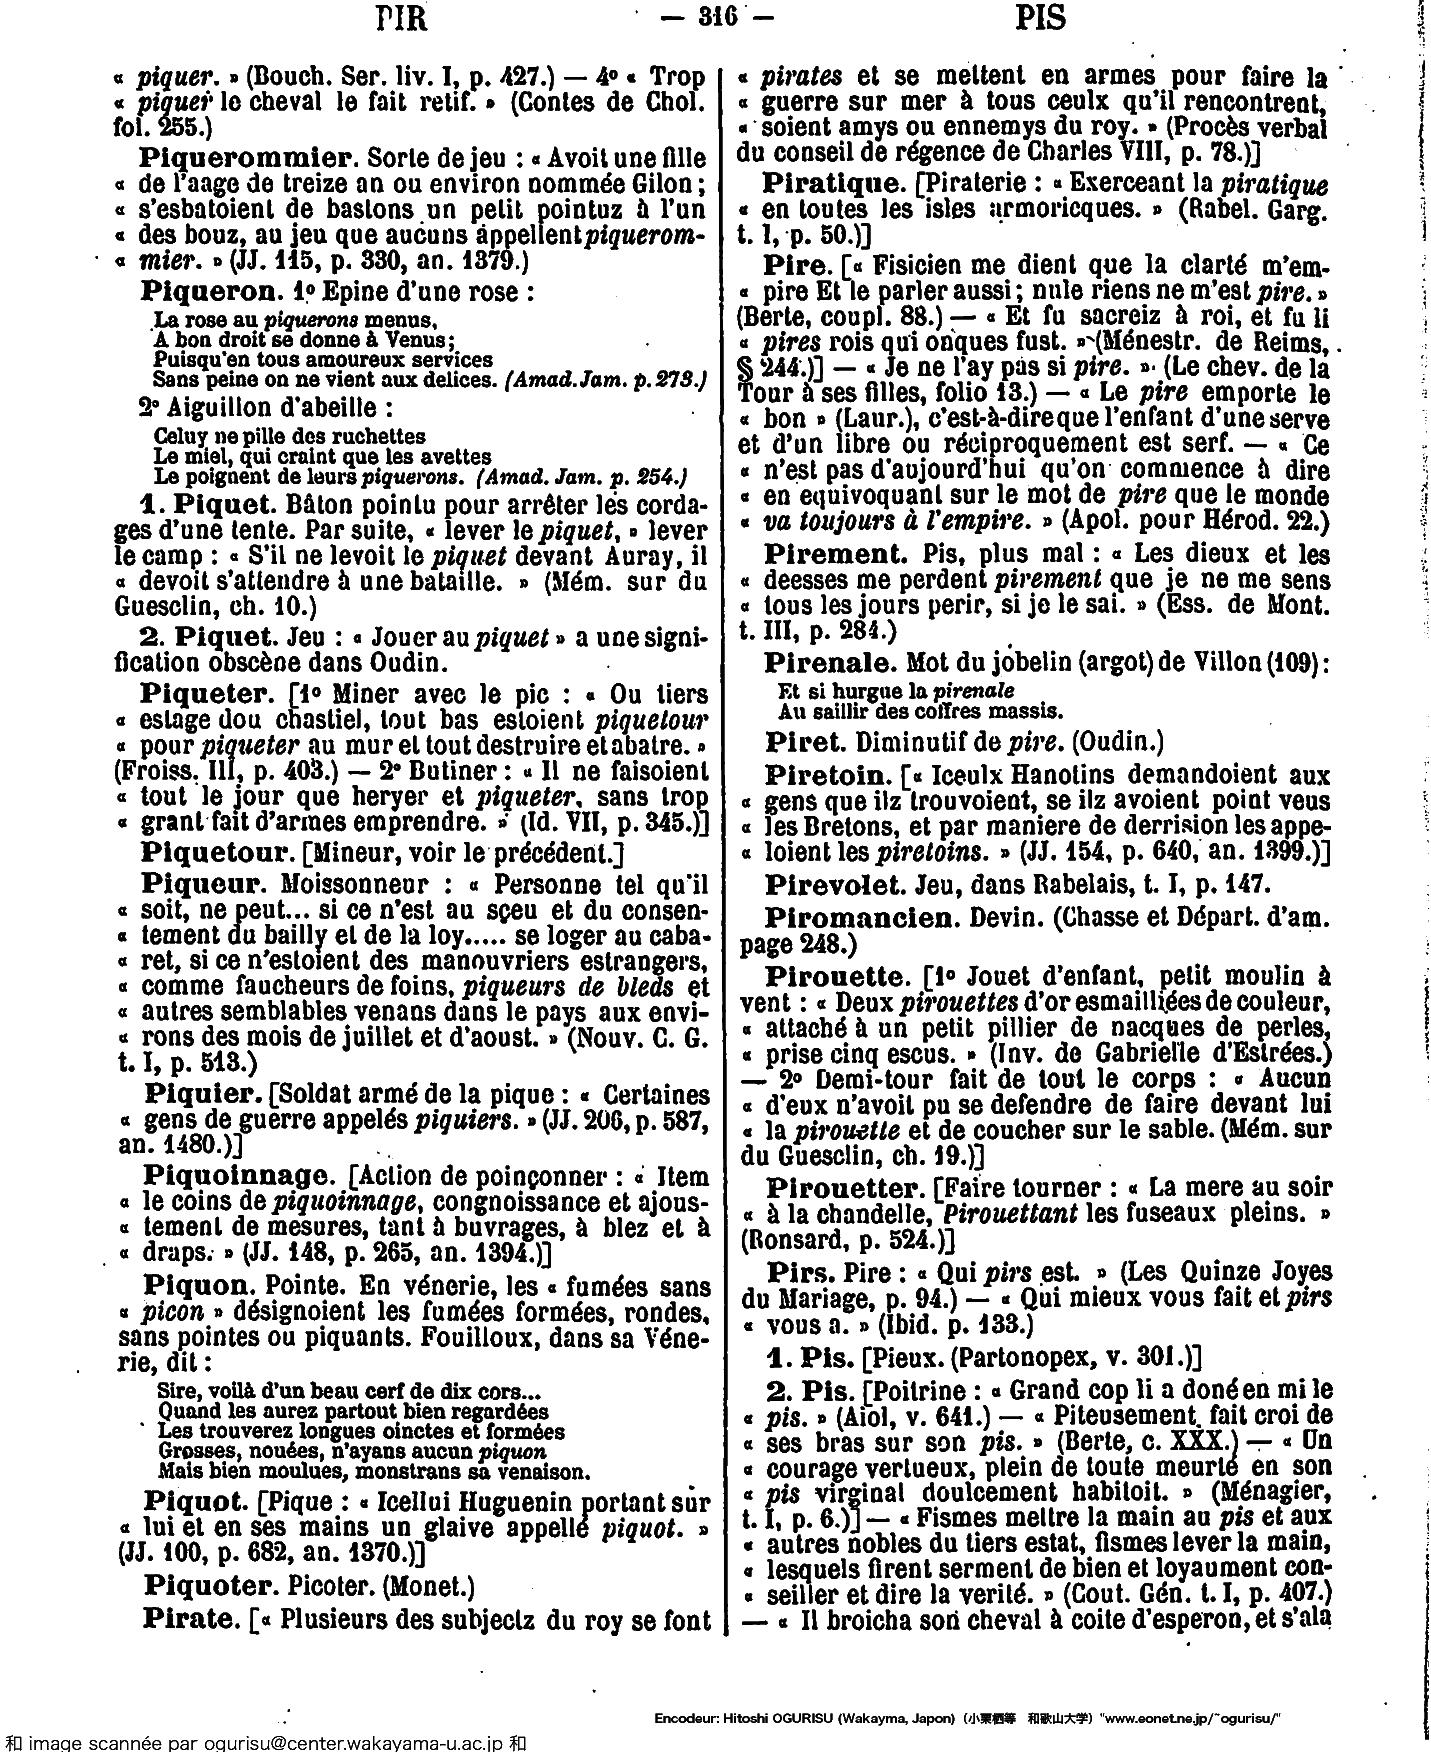 PIR
— 316 —
PIS
« piquer. » (Bouch. Ser. liv. I, p. 427.) — 4º « Trop
« piquer le cheval le fait retif. » (Contes de Chol.
fol. 255.)
Piquerommier. Sorte de jeu : « Avoit une fille
« de l'aage de treize an ou environ nommée Gilon ;
« s'esbatoient de bastons un petit pointuz à l'un
« des bouz, au jeu que aucuns appellent piquerom-
« mier. » (JJ. 115, p. 330, an. 1379.)
Piqueron. 1º Epine d'une rose :
La rose au piquerons menus,
A bon droit se donne à Venus ;
Puisqu'en tous amoureux services
Sans peine on ne vient aux delices. (Amad. Jam. p. 273.)
2º Aiguillon d'abeille :
Celuy ne pille des ruchettes
Le miel, qui craint que les avettes
Le poignent de leurs piquerons. (Amad. Jam. p. 254.)
1. Piquet. Bâton pointu pour arrêter les corda-
ges d'une tente. Par suite, « lever le piquet, » lever
le camp : « S'il ne levoit le piquet devant Auray, il
« devoit s'attendre à une bataille. » (Mém. sur du
Guesclin, ch. 10.)
2. Piquet. Jeu : « Jouer au piquet » a une signi-
fication obscène dans Oudin.
Piqueter. [1º Miner avec le pic : « Ou tiers
« estage dou chastiel, tout bas estoient piquetour
« pour piqueter au mur et tout destruire et abatre. »
(Froiss. III, p. 403.) — 2º Butiner : « Il ne faisoient
« tout le jour que heryer et piqueter, sans trop
« grant fait d'armes emprendre. » (Id. VII, p. 345.)]
Piquetour. [Mineur, voir le précédent.]
Piqueur. Moissonneur : « Personne tel qu'il
« soit, ne peut... si ce n'est au sçeu et du consen-
« tement du bailly et de la loy..... se loger au caba-
« ret, si ce n'estoient des manouvriers estrangers,
« comme faucheurs de foins, piqueurs de bleds et
« autres semblables venans dans le pays aux envi-
« rons des mois de juillet et d'aoust. » (Nouv. C. G.
t. I, p. 513.)
Piquier. [Soldat armé de la pique : « Certaines
« gens de guerre appelés piquiers. » (JJ. 206, p. 587,
an. 1480.)]
Piquoinnage. [Action de poinçonner : « Item
« le coins de piquoinnage, congnoissance et ajous-
« tement de mesures, tant à buvrages, à blez et à
« draps. » (JJ. 148, p. 265, an. 1394.)]
Piquon. Pointe. En vénerie, les « fumées sans
« picon » désignoient les fumées formées, rondes,
sans pointes ou piquants. Fouilloux, dans sa Véne-
rie, dit :
Sire, voilà d'un beau cerf de dix cors...
Quand les aurez partout bien regardées
Les trouverez longues oinctes et formées
Grosses, nouées, n'ayans aucun piquon
Mais bien moulues, monstrans sa venaison.
Piquot. [Pique : « Icellui Huguenin portant sur
« lui et en ses mains un glaive appellé piquot. »
(JJ. 100, p. 682, an. 1370.)]
Piquoter. Picoter. (Monet.)
Pirate. [« Plusieurs des subjectz du roy se font
« pirates et se mettent en armes pour faire la
« guerre sur mer à tous ceulx qu'il rencontrent,
« soient amys ou ennemys du roy. » (Procès verbal
du conseil de régence de Charles VIII, p. 78.)]
Piratique. [Piraterie : « Exerceant la piratique
« en toutes les isles armoricques. » (Rabel. Garg.
t. I, p. 50.)]
Pire. [« Fisicien me dient que la clarté m'em-
« pire Et le parler aussi ; nule riens ne m'est pire. »
(Berte, coupl. 88.) — « Et fu sacreiz à roi, et fu li
« pires rois qui onques fust. » (Ménestr. de Reims,
§ 244.)] — « Je ne l'ay pas si pire. » (Le chev. de la
Tour à ses filles, folio 13.) — « Le pire emporte le
« bon » (Laur.), c'est-à-dire que l'enfant d'une serve
et d'un libre ou réciproquement est serf. — « Ce
« n'est pas d'aujourd'hui qu'on commence à dire
« en equivoquant sur le mot de pire que le monde
« va toujours à l'empire. » (Apol. pour Hérod. 22.)
Pirement. Pis, plus mal : « Les dieux et les
« deesses me perdent pirement que je ne me sens
« tous les jours perir, si je le sai. » (Ess. de Mont.
t. III, p. 284.)
Pirenale. Mot du jobelin (argot) de Villon (109) :
Et si hurgue la pirenale
Au saillir des coffres massis.
Piret. Diminutif de pire. (Oudin.)
Piretoin. [« Iceulx Hanotins demandoient aux
« gens que ilz trouvoient, se ilz avoient point veus
« les Bretons, et par maniere de derrision les appe-
« loient les piretoins. » (JJ. 154, p. 640, an. 1399.)]
Pirevolet. Jeu, dans Rabelais, t. I, p. 147.
Piromancien. Devin. (Chasse et Départ. d'am.
page 248.)
Pirouette. [1º Jouet d'enfant, petit moulin à
vent : « Deux pirouettes d'or esmailliées de couleur,
« attaché à un petit pillier de nacques de perles,
« prise cinq escus. » (Inv. de Gabrielle d'Estrées.)
— 2º Demi-tour fait de tout le corps : « Aucun
« d'eux n'avoit pu se defendre de faire devant lui
« la pirouette et de coucher sur le sable. (Mém. sur
du Guesclin, ch. 19.)]
Pirouetter. [Faire tourner : « La mere au soir
« à la chandelle, Pirouettant les fuseaux pleins. »
(Ronsard, p. 524.)]
Pirs. Pire : « Qui pirs est. » (Les Quinze Joyes
du Mariage, p. 94.) — « Qui mieux vous fait et pirs
« vous a. » (Ibid. p. 133.)
1. Pis. [Pieux. (Partonopex, v. 301.)]
2. Pis. [Poitrine : « Grand cop li a doné en mi le
« pis. » (Aiol, v. 641.) — « Piteusement fait croi de
« ses bras sur son pis. » (Berte, c. XXX.) — « Un
« courage vertueux, plein de toute meurté en son
« pis virginal doulcement habitoit. » (Ménagier,
t. I, p. 6.)] — « Fismes mettre la main au pis et aux
« autres nobles du tiers estat, fismes lever la main,
« lesquels firent serment de bien et loyaument con-
« seiller et dire la verité. » (Cout. Gén. t. I, p. 407.)
— « Il broicha son cheval à coite d'esperon, et s'ala
Encodeur: Hitoshi OGURISU (Wakayma, Japon) (小栗栖等 和歌山大学) "www.eonet.ne.jp/~ogurisu/"
和 image scannée par ogurisu@center.wakayama-u.ac.jp 和